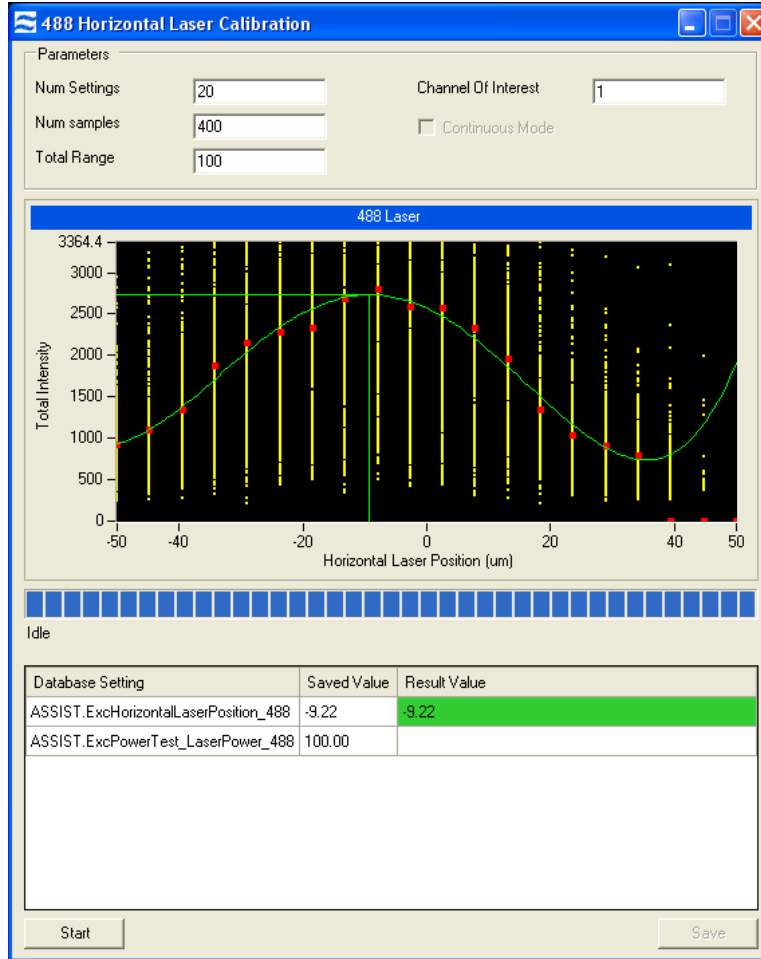 488 Horizontal Laser Calibration
Parameters
Num Settings 20 Channel Of Interest 1
Num samples 400 Continuous Mode
Total Range 100
488 Laser
3364.4
3000
2500
2000
1500
1000
500
0
Total Intensity
-50 -40 -20 0 20 40 50
Horizontal Laser Position (um)
Idle
Database Setting Saved Value Result Value
ASSIST.ExcHorizontalLaserPosition_488 -9.22 -9.22
ASSIST.ExcPowerTest_LaserPower_488 100.00
Start Save